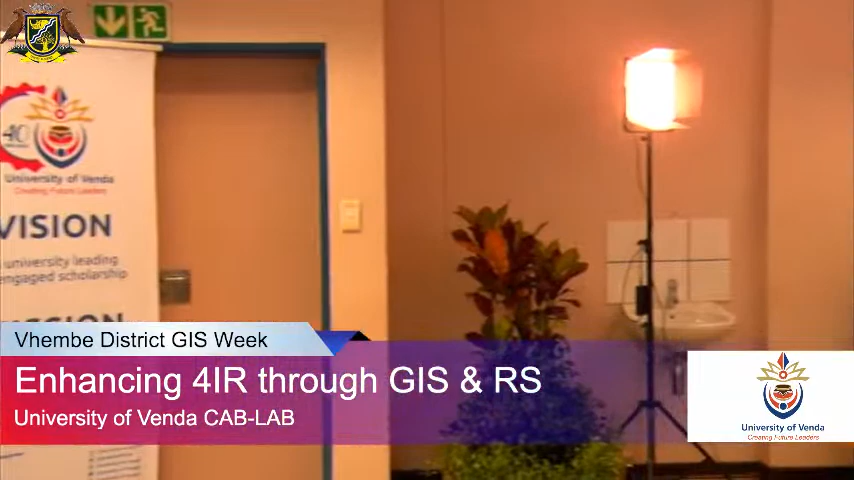 40
University of Venda
Creating Future Leaders
VISION
university leading
engaged scholarship
Vhembe District GIS Week
Enhancing 4IR through GIS & RS
University of Venda CAB-LAB
University of Venda
Creating Future Leaders